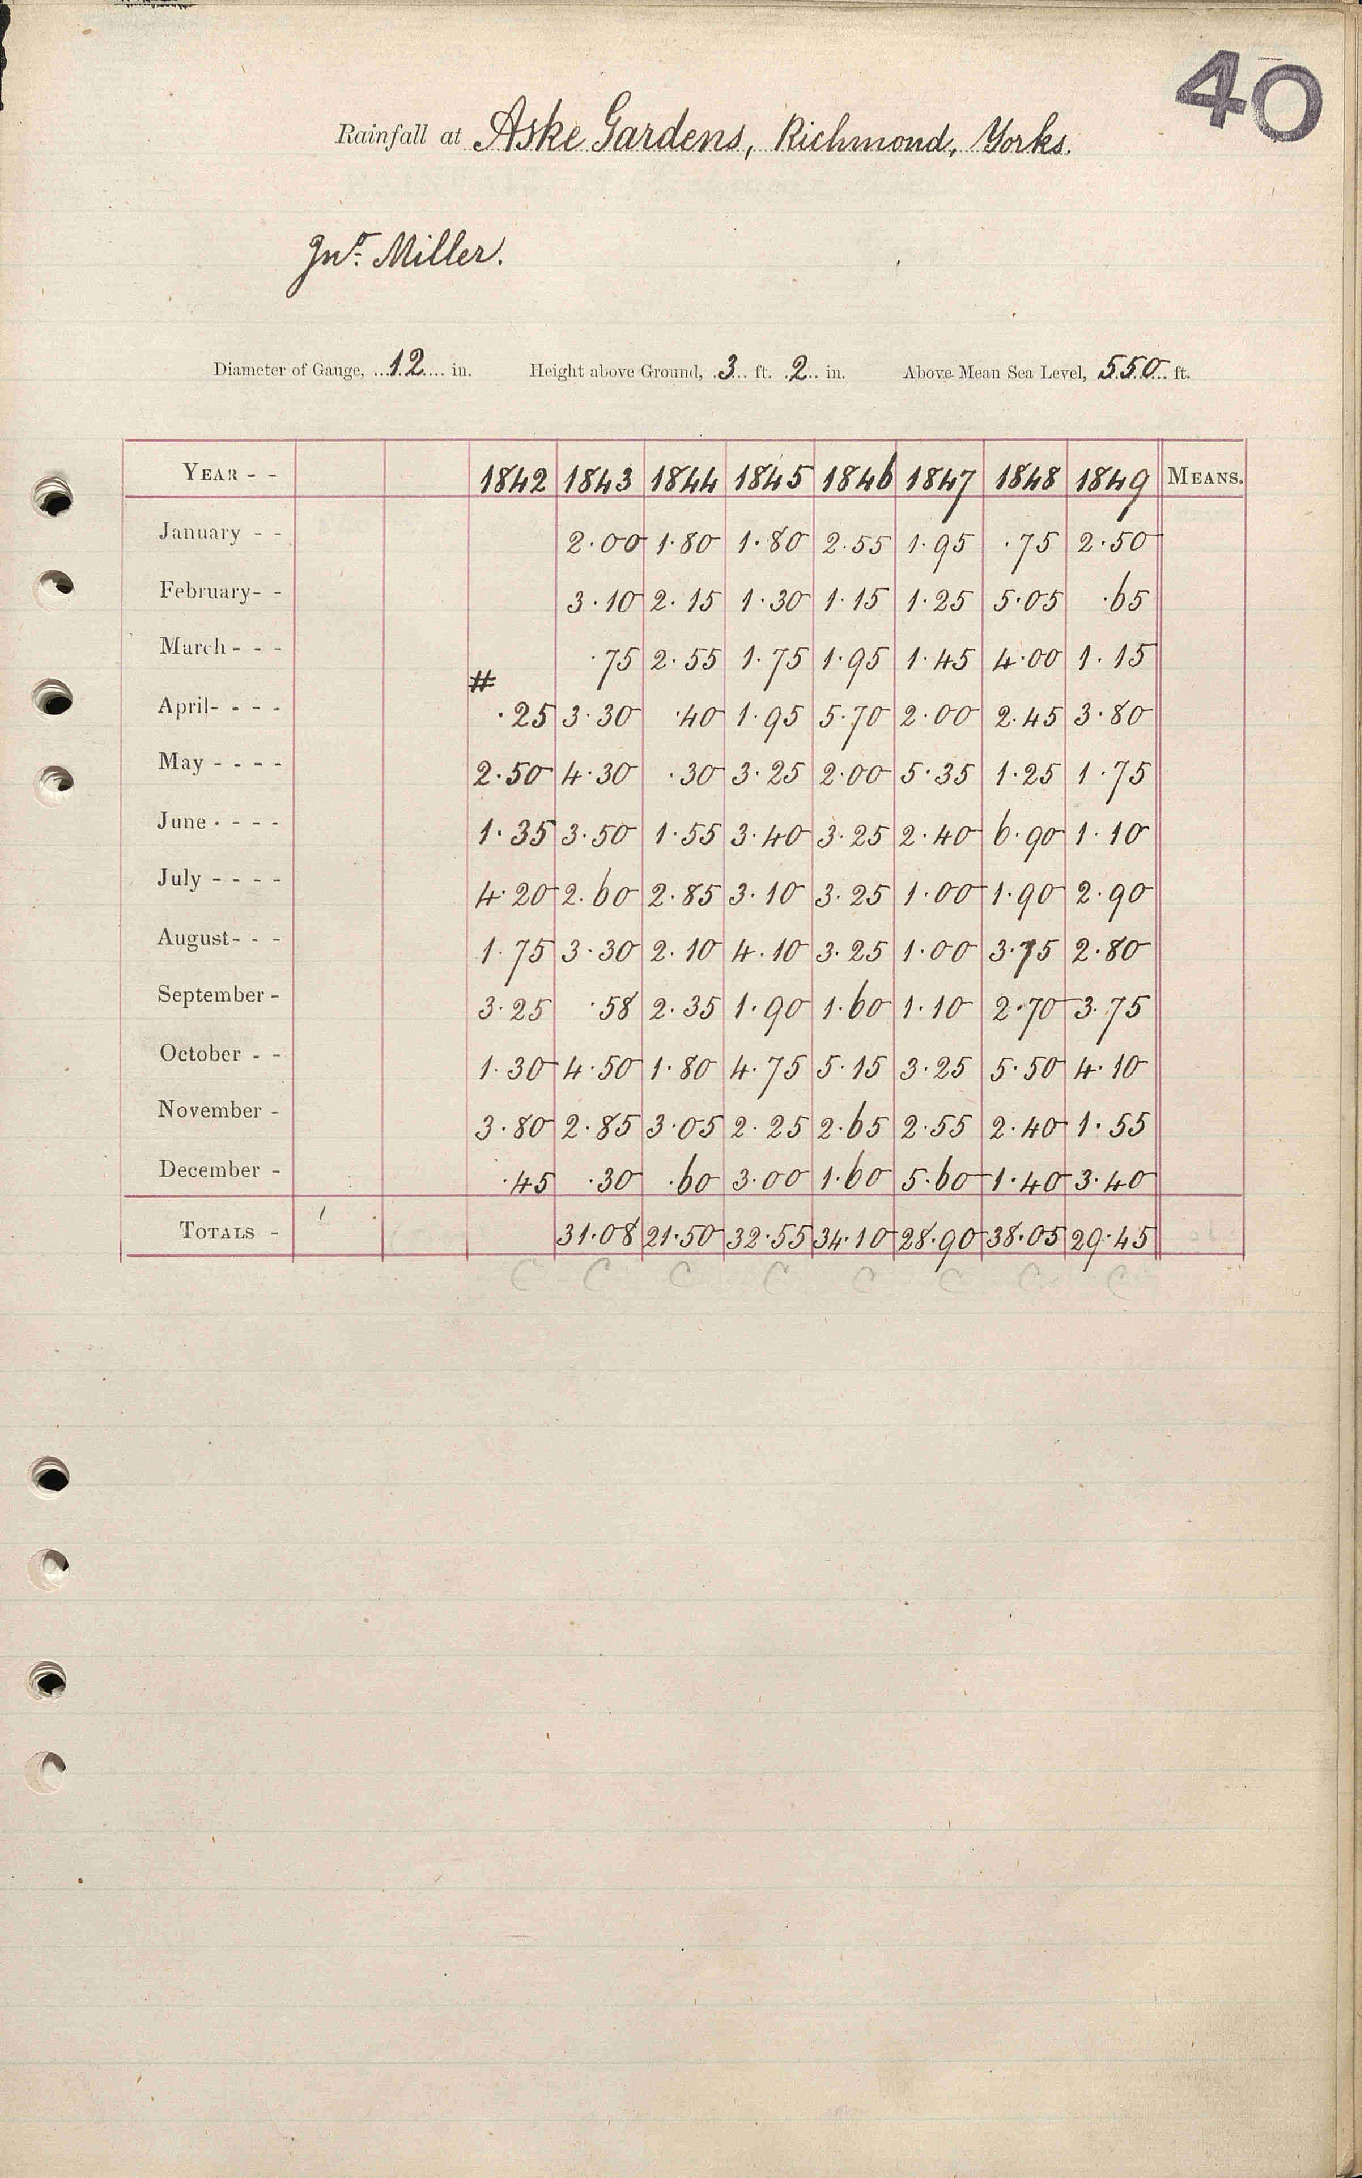 40
Rainfall at Aske Gardens, Richmond, Yorks.
Jnr. Miller.
Diameter of Gauge, 12 in. Height above Ground, 3 ft. 2 in. Above Mean Sea Level, 550 ft.
YEAR - - 1842 1843 1844 1845 1846 1847 1848 1849 MEANS.
January - - 2.00 1.80 1.80 2.55 1.95 .75 2.50
February- - 3.10 2.15 1.30 1.15 1.25 5.05 .65
March - - - .75 2.55 1.75 1.95 1.45 4.00 1.15
#
April- - - - .25 3.30 .40 1.95 5.70 2.00 2.45 3.80
May - - - - 2.50 4.30 .30 3.25 2.00 5.35 1.25 1.75
June - - - - 1.35 3.50 1.55 3.40 3.25 2.40 6.90 1.10
July - - - - 4.20 2.60 2.85 3.10 3.25 1.00 1.90 2.90
August- - - 1.75 3.30 2.10 4.10 3.25 1.00 3.75 2.80
September - 3.25 .58 2.35 1.90 1.60 1.10 2.70 3.75
October - - 1.30 4.50 1.80 4.75 5.15 3.25 5.50 4.10
November - 3.80 2.85 3.05 2.25 2.65 2.55 2.40 1.55
December - .45 .30 .60 3.00 1.60 5.60 1.40 3.40
TOTALS - 31.08 21.50 32.55 34.10 28.90 38.05 29.45
C C C C C C C C